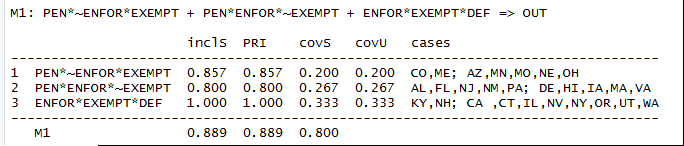 M1: PEN*~ENFOR*EXEMPT + PEN*ENFOR*~EXEMPT + ENFOR*EXEMPT*DEF => OUT
inclS PRI covS covU cases
-------------------------------------------------------------------
1 PEN*~ENFOR*EXEMPT 0.857 0.857 0.200 0.200 CO,ME; AZ,MN,MO,NE,OH
2 PEN*ENFOR*~EXEMPT 0.800 0.800 0.267 0.267 AL,FL,NJ,NM,PA; DE,HI,IA,MA,VA
3 ENFOR*EXEMPT*DEF 1.000 1.000 0.333 0.333 KY,NH; CA ,CT,IL,NV,NY,OR,UT,WA
-------------------------------------------------------------------
M1 0.889 0.889 0.800